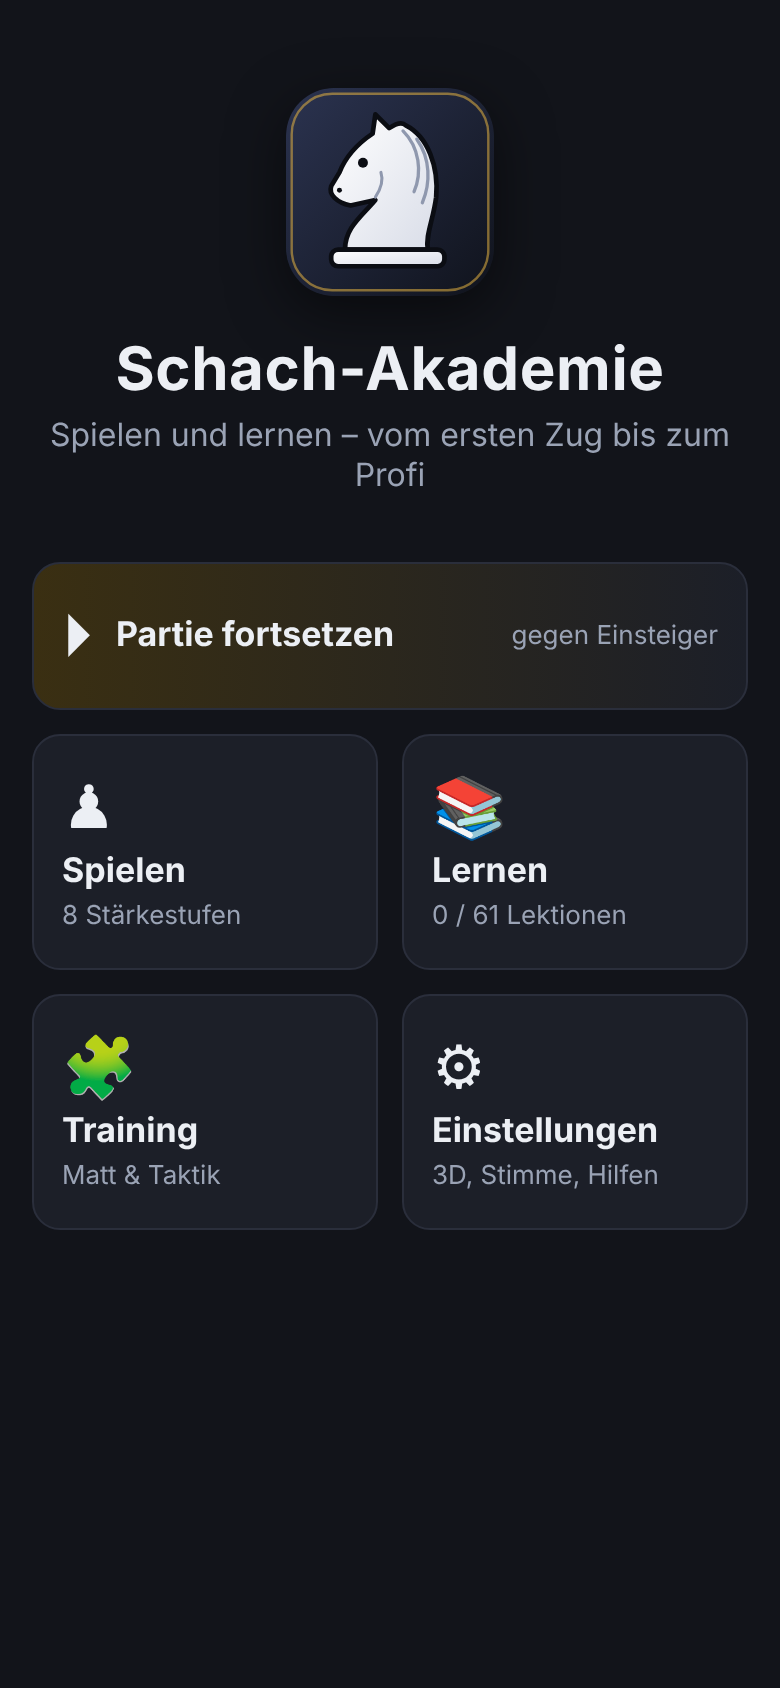 Schach-Akademie
Spielen und lernen – vom ersten Zug bis zum
Profi
Partie fortsetzen gegen Einsteiger
Spielen
8 Stärkestufen
Lernen
0 / 61 Lektionen
Training
Matt & Taktik
Einstellungen
3D, Stimme, Hilfen